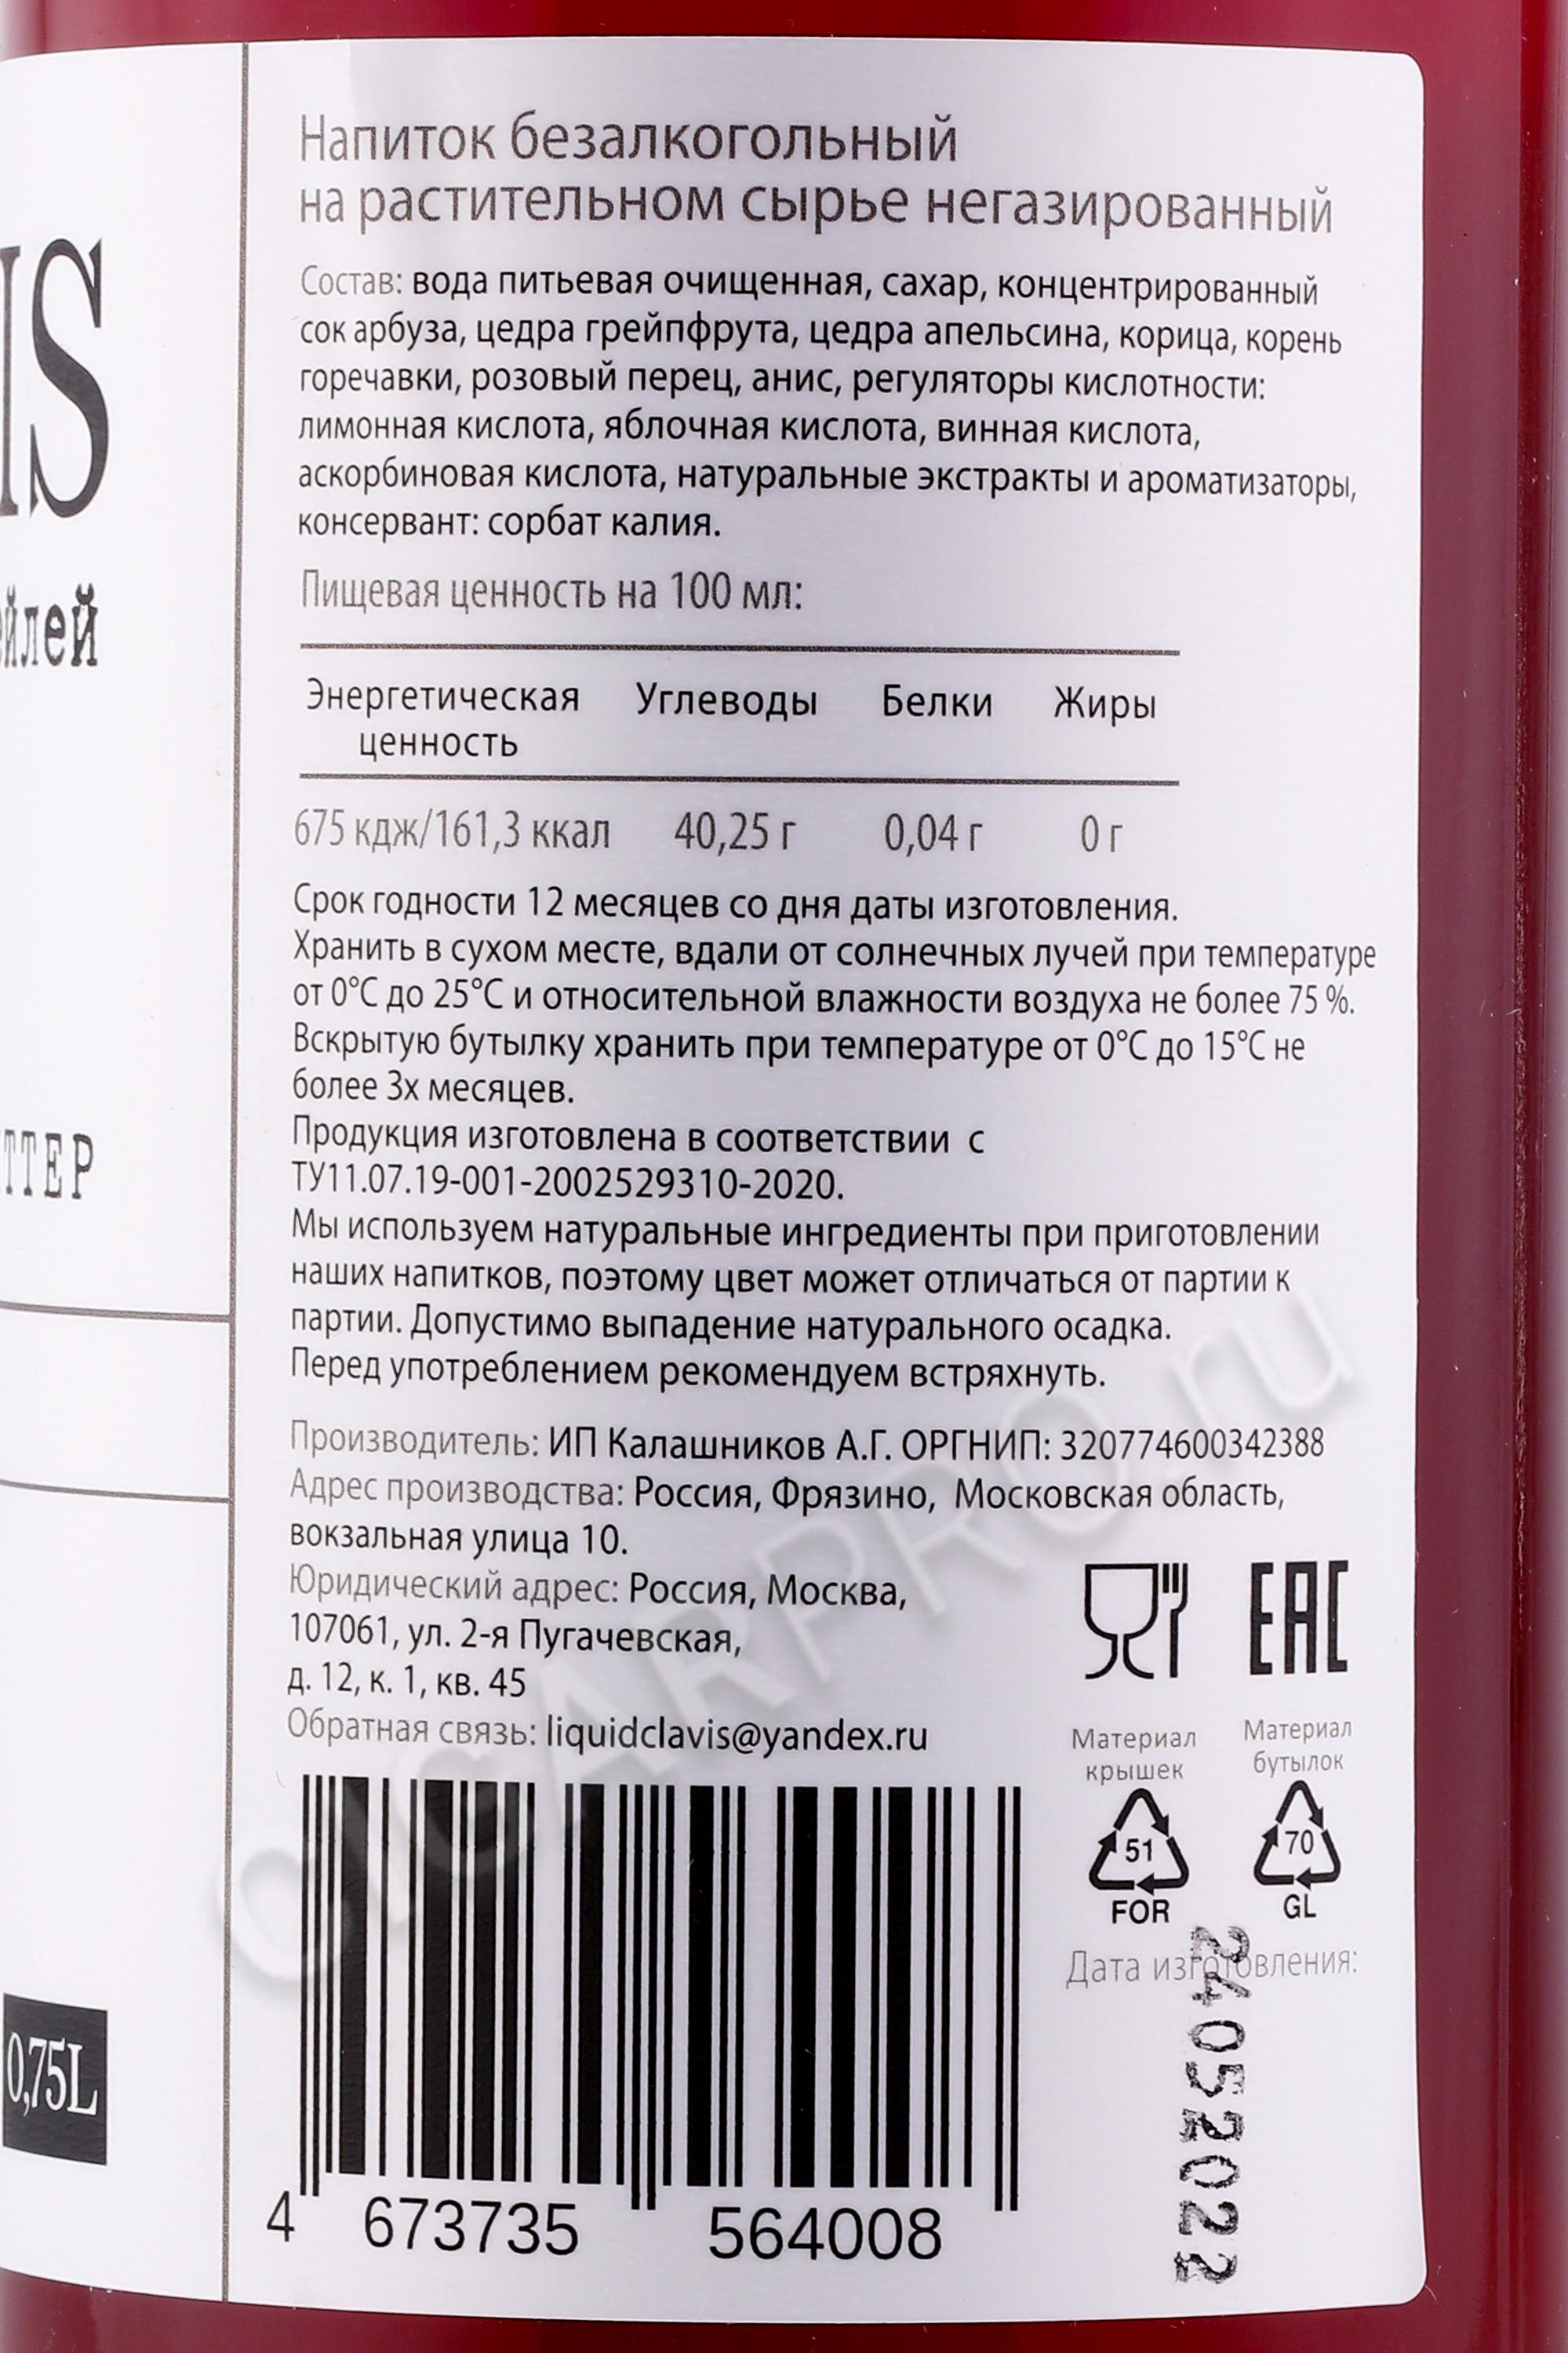 IS
ейлей
ТТЕР
0,75L
Напиток безалкогольный
на растительном сырье негазированный
Состав: вода питьевая очищенная, сахар, концентрированный
сок арбуза, цедра грейпфрута, цедра апельсина, корица, корень
горечавки, розовый перец, анис, регуляторы кислотности:
лимонная кислота, яблочная кислота, винная кислота,
аскорбиновая кислота, натуральные экстракты и ароматизаторы,
консервант: сорбат калия.
Пищевая ценность на 100 мл:
Энергетическая Углеводы Белки Жиры
ценность
675 кдж/161,3 ккал 40,25 г 0,04 г 0 г
Срок годности 12 месяцев со дня даты изготовления.
Хранить в сухом месте, вдали от солнечных лучей при температуре
от 0°C до 25°C и относительной влажности воздуха не более 75 %.
Вскрытую бутылку хранить при температуре от 0°C до 15°C не
более 3х месяцев.
Продукция изготовлена в соответствии с
ТУ11.07.19-001-2002529310-2020.
Мы используем натуральные ингредиенты при приготовлении
наших напитков, поэтому цвет может отличаться от партии к
партии. Допустимо выпадение натурального осадка.
Перед употреблением рекомендуем встряхнуть.
Производитель: ИП Калашников А.Г. ОРГНИП: 320774600342388
Адрес производства: Россия, Фрязино, Московская область,
вокзальная улица 10.
Юридический адрес: Россия, Москва,
107061, ул. 2-я Пугачевская,
д. 12, к. 1, кв. 45
Обратная связь: liquidclavis@yandex.ru
EAC
Материал
крышек
51
FOR
Материал
бутылок
70
GL
Дата изготовления:
24052022
4 673735 564008
CIGARPRO.ru